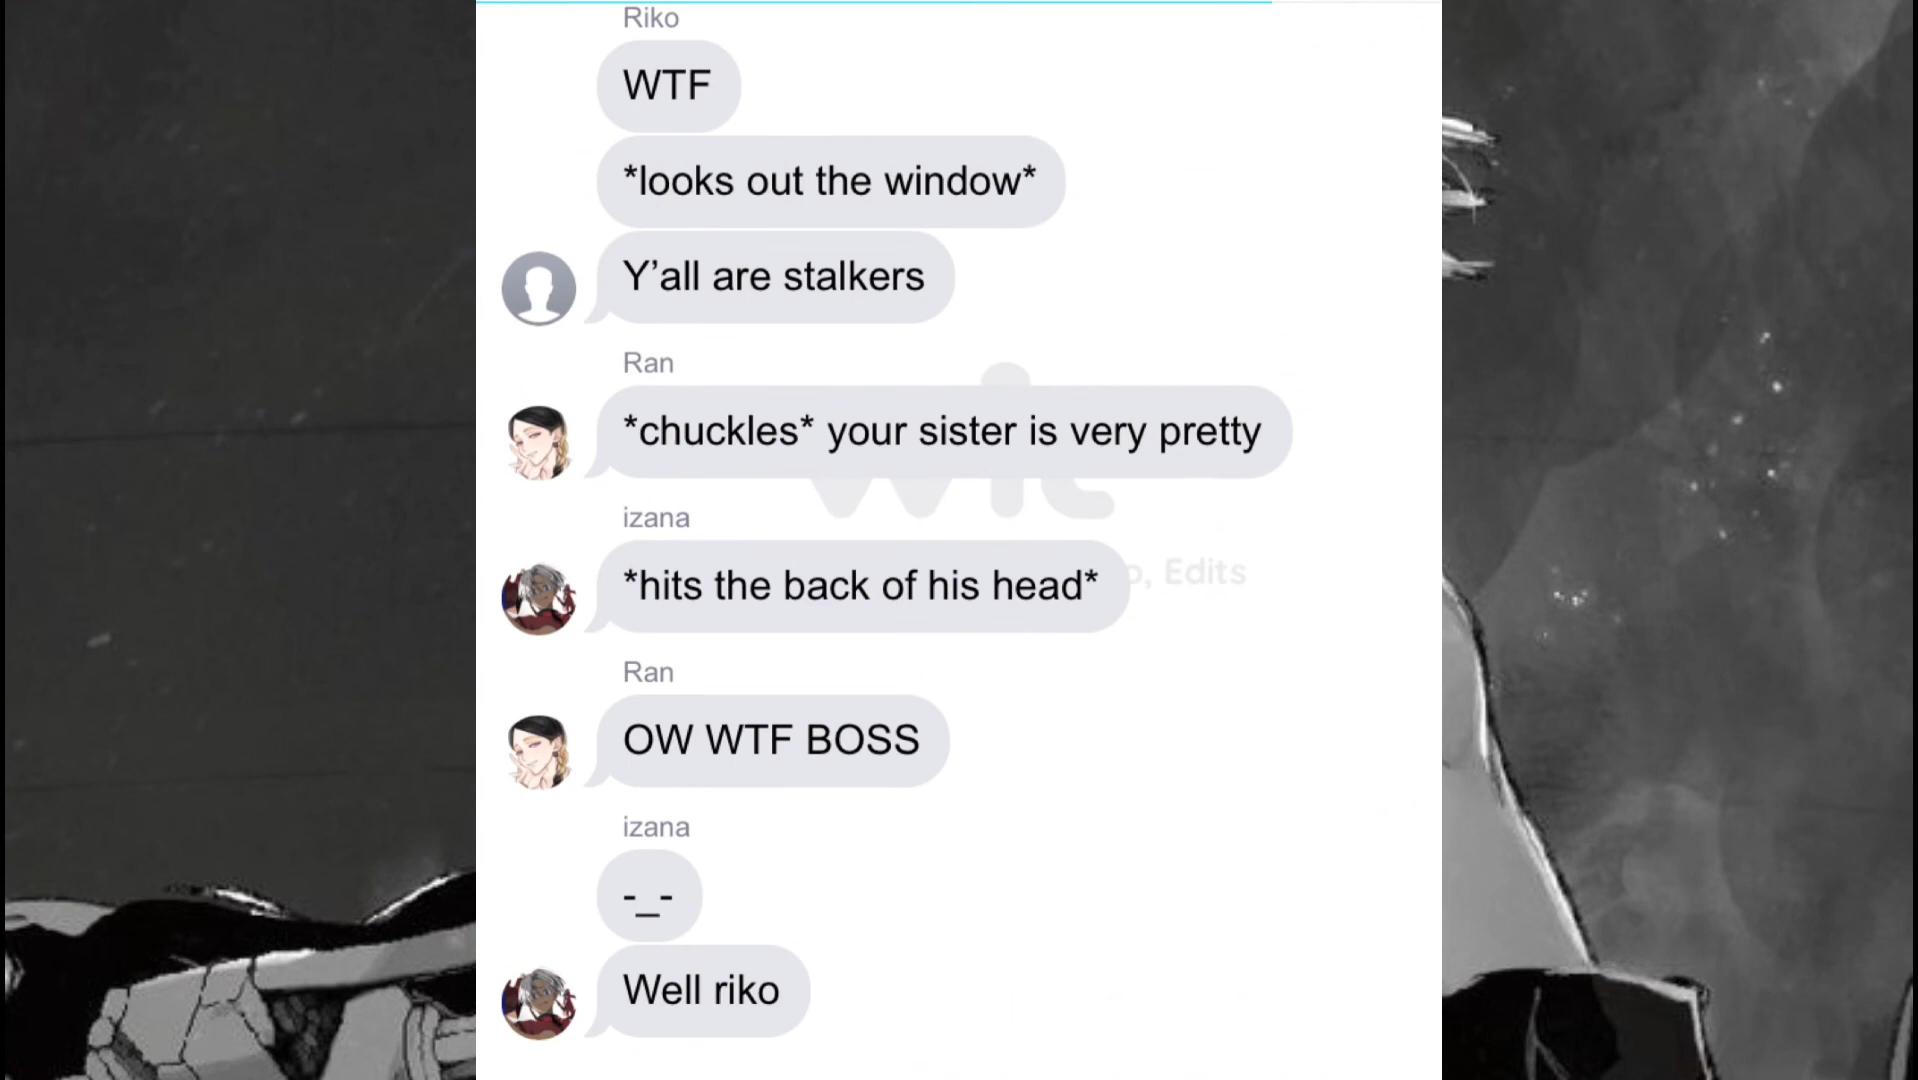 Riko
WTF
*looks out the window*
Y’all are stalkers
Ran
*chuckles* your sister is very pretty
izana
*hits the back of his head*
, Edits
Ran
OW WTF BOSS
izana
-_-
Well riko